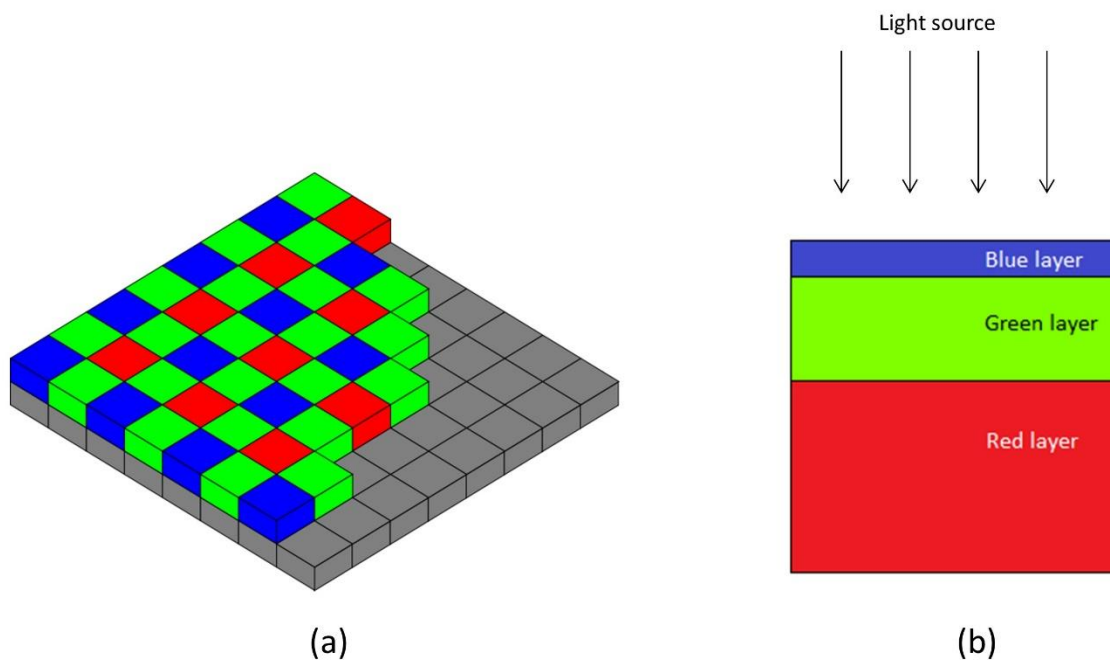 Light source
Blue layer
Green layer
Red layer
(a)
(b)